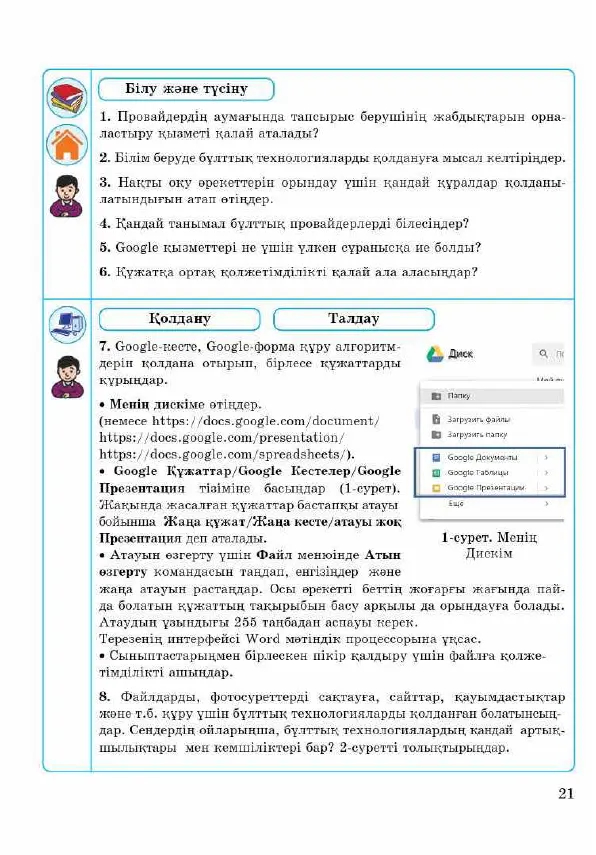 Білу және түсіну
1. Провайдердің аумағында тапсырыс берушінің жабдықтарын орна-
ластыру қызметі қалай аталады?
2. Білім беруде бұлттық технологияларды қолдануға мысал келтіріңдер.
3. Нақты оқу әрекеттерін орындау үшін қандай құралдар қолданы-
латындығын атап өтіңдер.
4. Қандай танымал бұлттық провайдерлерді білесіңдер?
5. Google қызметтері не үшін үлкен сұранысқа ие болды?
6. Құжатқа ортақ қолжетімділікті қалай ала аласыңдар?
Қолдану
Талдау
7. Google-кесте, Google-форма құру алгоритм-
дерін қолдана отырып, бірлесе құжаттарды
құрыңдар.
• Менің дискіме өтіңдер.
(немесе https://docs.google.com/document/
https://docs.google.com/presentation/
https://docs.google.com/spreadsheets/).
• Google Құжаттар/Google Кестелер/Google
Презентация тізіміне басыңдар (1-сурет).
Жақында жасалған құжаттар бастапқы атауы
бойынша Жаңа құжат/Жаңа кесте/атауы жоқ
Презентация деп аталады.
• Атауын өзгерту үшін Файл менюінде Атын
өзгерту командасын таңдап, енгізіңдер және
Диск
Папку
Загрузить файлы
Загрузить папку
Google Документы
Google Таблицы
Google Презентации
Еще
1-сурет. Менің
Дискім
жаңа атауын растаңдар. Осы әрекетті беттің жоғарғы жағында пай-
да болатын құжаттың тақырыбын басу арқылы да орындауға болады.
Атаудың ұзындығы 255 таңбадан аспауы керек.
Терезенің интерфейсі Word мәтіндік процессорына ұқсас.
• Сыныптастарыңмен бірлескен пікір қалдыру үшін файлға қолже-
тімділікті ашыңдар.
8. Файлдарды, фотосуреттерді сақтауға, сайттар, қауымдастықтар
және т.б. құру үшін бұлттық технологияларды қолданған болатынсың-
дар. Сендердің ойларыңша, бұлттық технологиялардың қандай артық-
шылықтары мен кемшіліктері бар? 2-суретті толықтырыңдар.
21